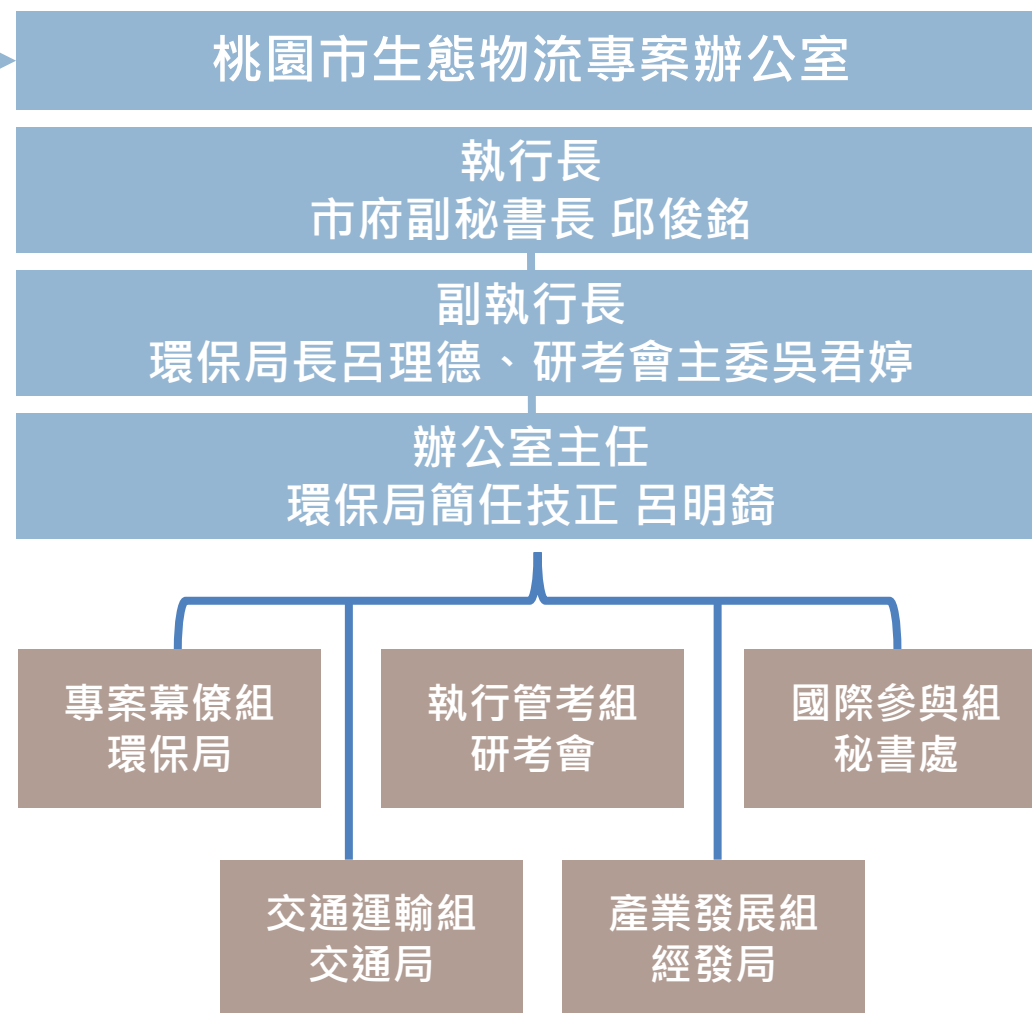 桃園市生態物流專案辦公室
執行長
市府副秘書長 邱俊銘
副執行長
環保局長呂理德、研考會主委吳君婷
辦公室主任
環保局簡任技正 呂明錡
專案幕僚組
環保局
執行管考組
研考會
國際參與組
秘書處
交通運輸組
交通局
產業發展組
經發局